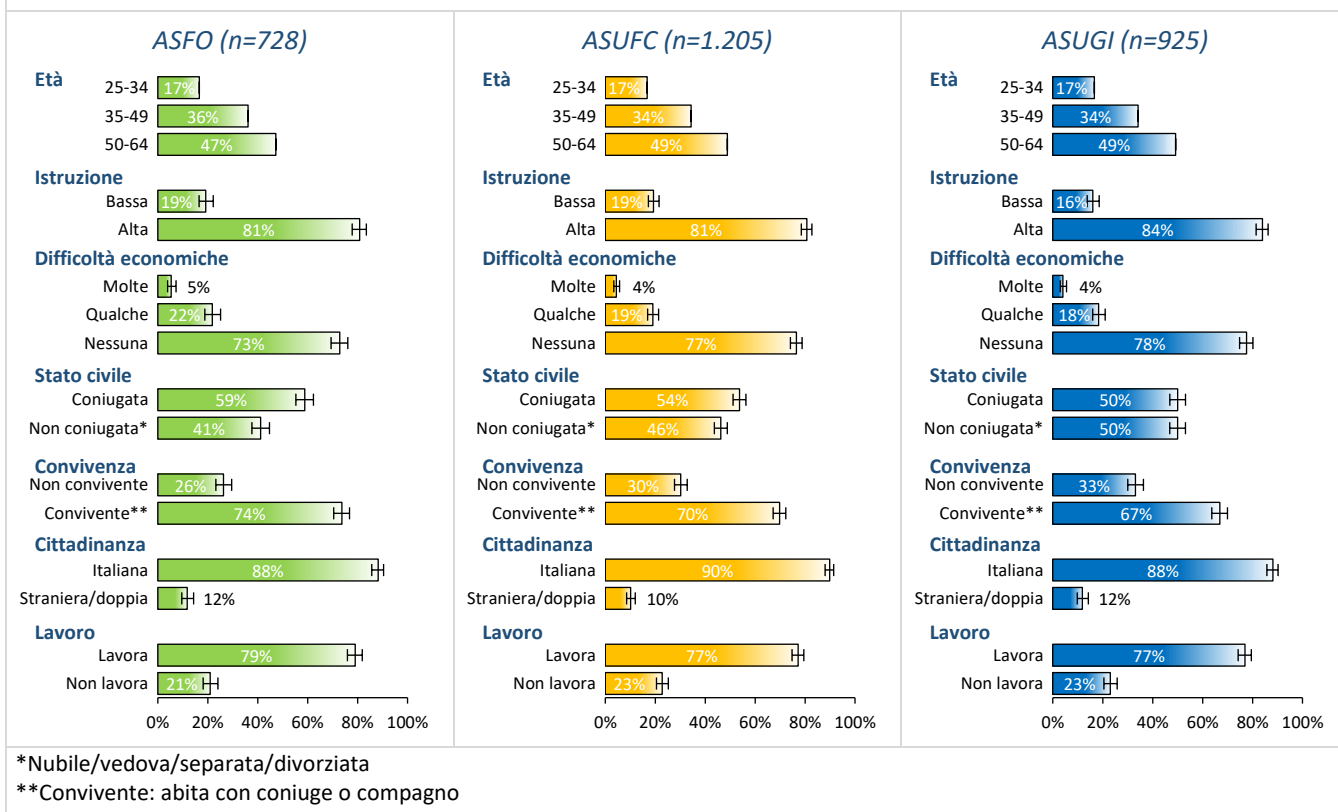 ASFO (n=728)
Età
25-34 17%
35-49 36%
50-64 47%
Istruzione
Bassa 19%
Alta 81%
Difficoltà economiche
Molte 5%
Qualche 22%
Nessuna 73%
Stato civile
Coniugata 59%
Non coniugata* 41%
Convivenza
Non convivente 26%
Convivente** 74%
Cittadinanza
Italiana 88%
Straniera/doppia 12%
Lavoro
Lavora 79%
Non lavora 21%
0% 20% 40% 60% 80% 100%
ASUFC (n=1.205)
Età
25-34 17%
35-49 34%
50-64 49%
Istruzione
Bassa 19%
Alta 81%
Difficoltà economiche
Molte 4%
Qualche 19%
Nessuna 77%
Stato civile
Coniugata 54%
Non coniugata* 46%
Convivenza
Non convivente 30%
Convivente** 70%
Cittadinanza
Italiana 90%
Straniera/doppia 10%
Lavoro
Lavora 77%
Non lavora 23%
0% 20% 40% 60% 80% 100%
ASUGI (n=925)
Età
25-34 17%
35-49 34%
50-64 49%
Istruzione
Bassa 16%
Alta 84%
Difficoltà economiche
Molte 4%
Qualche 18%
Nessuna 78%
Stato civile
Coniugata 50%
Non coniugata* 50%
Convivenza
Non convivente 33%
Convivente** 67%
Cittadinanza
Italiana 88%
Straniera/doppia 12%
Lavoro
Lavora 77%
Non lavora 23%
0% 20% 40% 60% 80% 100%
*Nubile/vedova/separata/divorziata
**Convivente: abita con coniuge o compagno